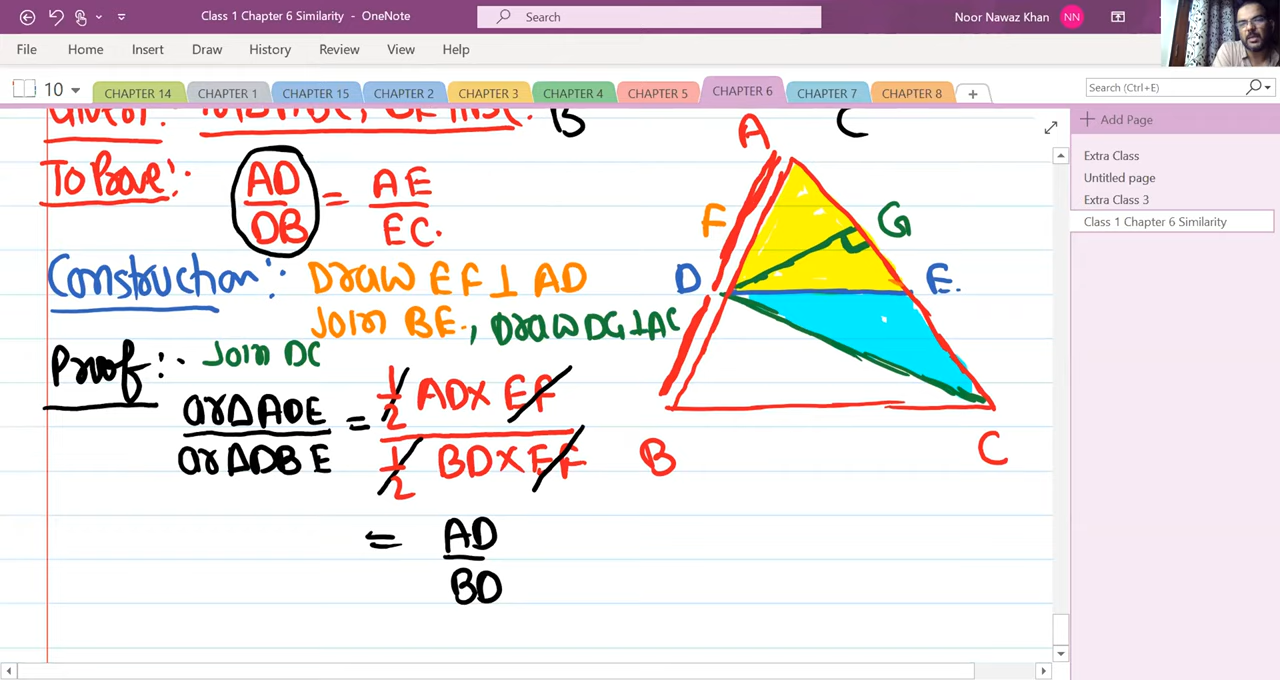 Class 1 Chapter 6 Similarity - OneNote
Search
Noor Nawaz Khan
NN
File Home Insert Draw History Review View Help
10
CHAPTER 14 CHAPTER 1 CHAPTER 15 CHAPTER 2 CHAPTER 3 CHAPTER 4 CHAPTER 5 CHAPTER 6 CHAPTER 7 CHAPTER 8
Search (Ctrl+E)
Add Page
Extra Class
Untitled page
Extra Class 3
Class 1 Chapter 6 Similarity
B C
To Prove:- AD/DB = AE/EC.
Construction:- Draw EF ⊥ AD
Join BE., Draw DG ⊥ AC
Join DC
Proof:-
ar∆ADE/ar∆DBE = 1/2 AD × EF / 1/2 BD × EF
= AD/BD
A
F G
D E.
B C